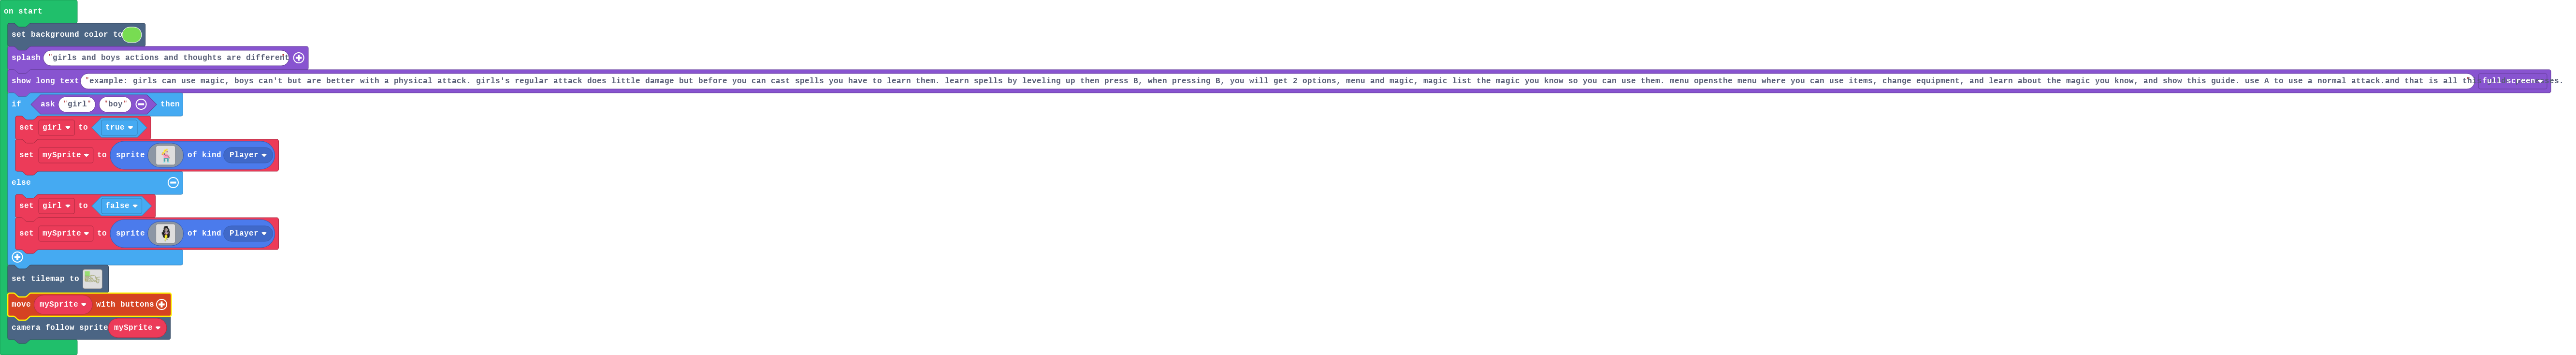 on start
set background color to
splash "girls and boys actions and thoughts are different
show long text "example: girls can use magic, boys can't but are better with a physical attack. girls's regular attack does little damage but before you can cast spells you have to learn them. learn spells by leveling up then press B, when pressing B, you will get 2 options, menu and magic, magic list the magic you know so you can use them. menu opensthe menu where you can use items, change equipment, and learn about the magic you know, and show this guide. use A to use a normal attack.and that is all full screen es.
if ask "girl" "boy" then
set girl to true
set mySprite to sprite of kind Player
else
set girl to false
set mySprite to sprite of kind Player
set tilemap to
move mySprite with buttons
camera follow sprite mySprite